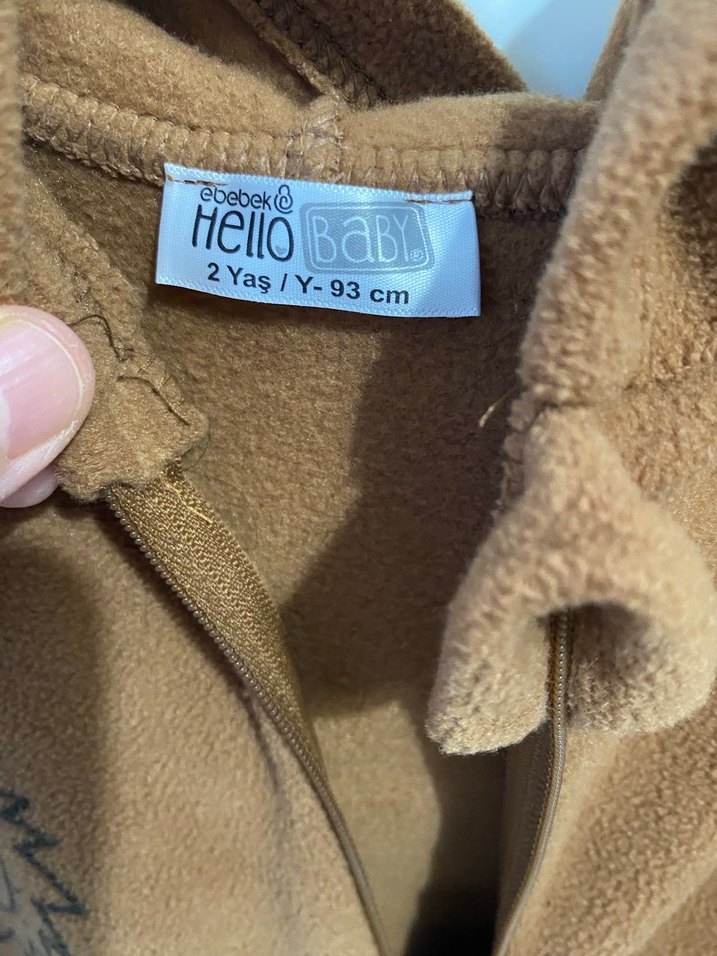 ebebek
Hello BaBY
2 Yaş / Y- 93 cm